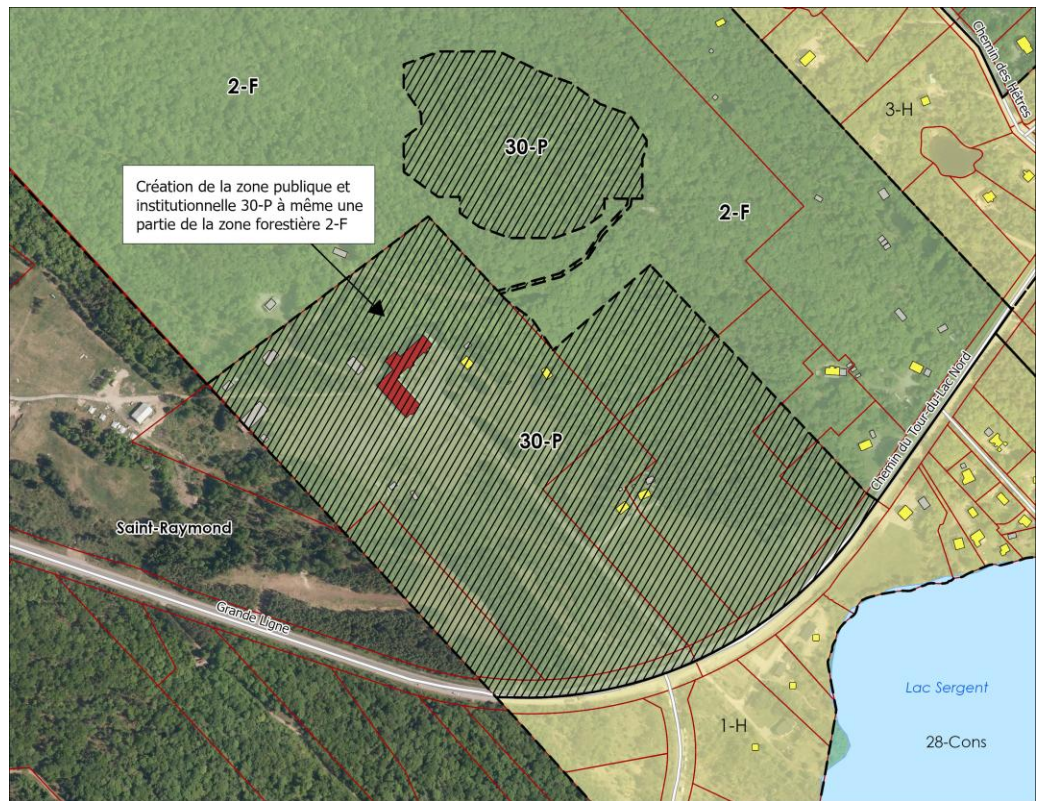 2-F
30-P
Chemin des Hêtres
3-H
Création de la zone publique et
institutionnelle 30-P à même une
partie de la zone forestière 2-F
2-F
Chemin du Tour-du-Lac Nord
30-P
Saint-Raymond
Grande Ligne
1-H
Lac Sergent
28-Cons